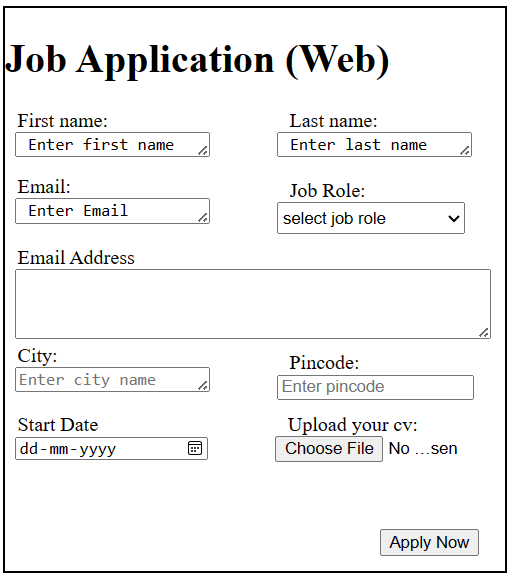 Job Application (Web)
First name: Last name:
Enter first name Enter last name
Email: Job Role:
Enter Email select job role
Email Address
City: Pincode:
Enter city name Enter pincode
Start Date Upload your cv:
dd-mm-yyyy Choose File No ...sen
Apply Now